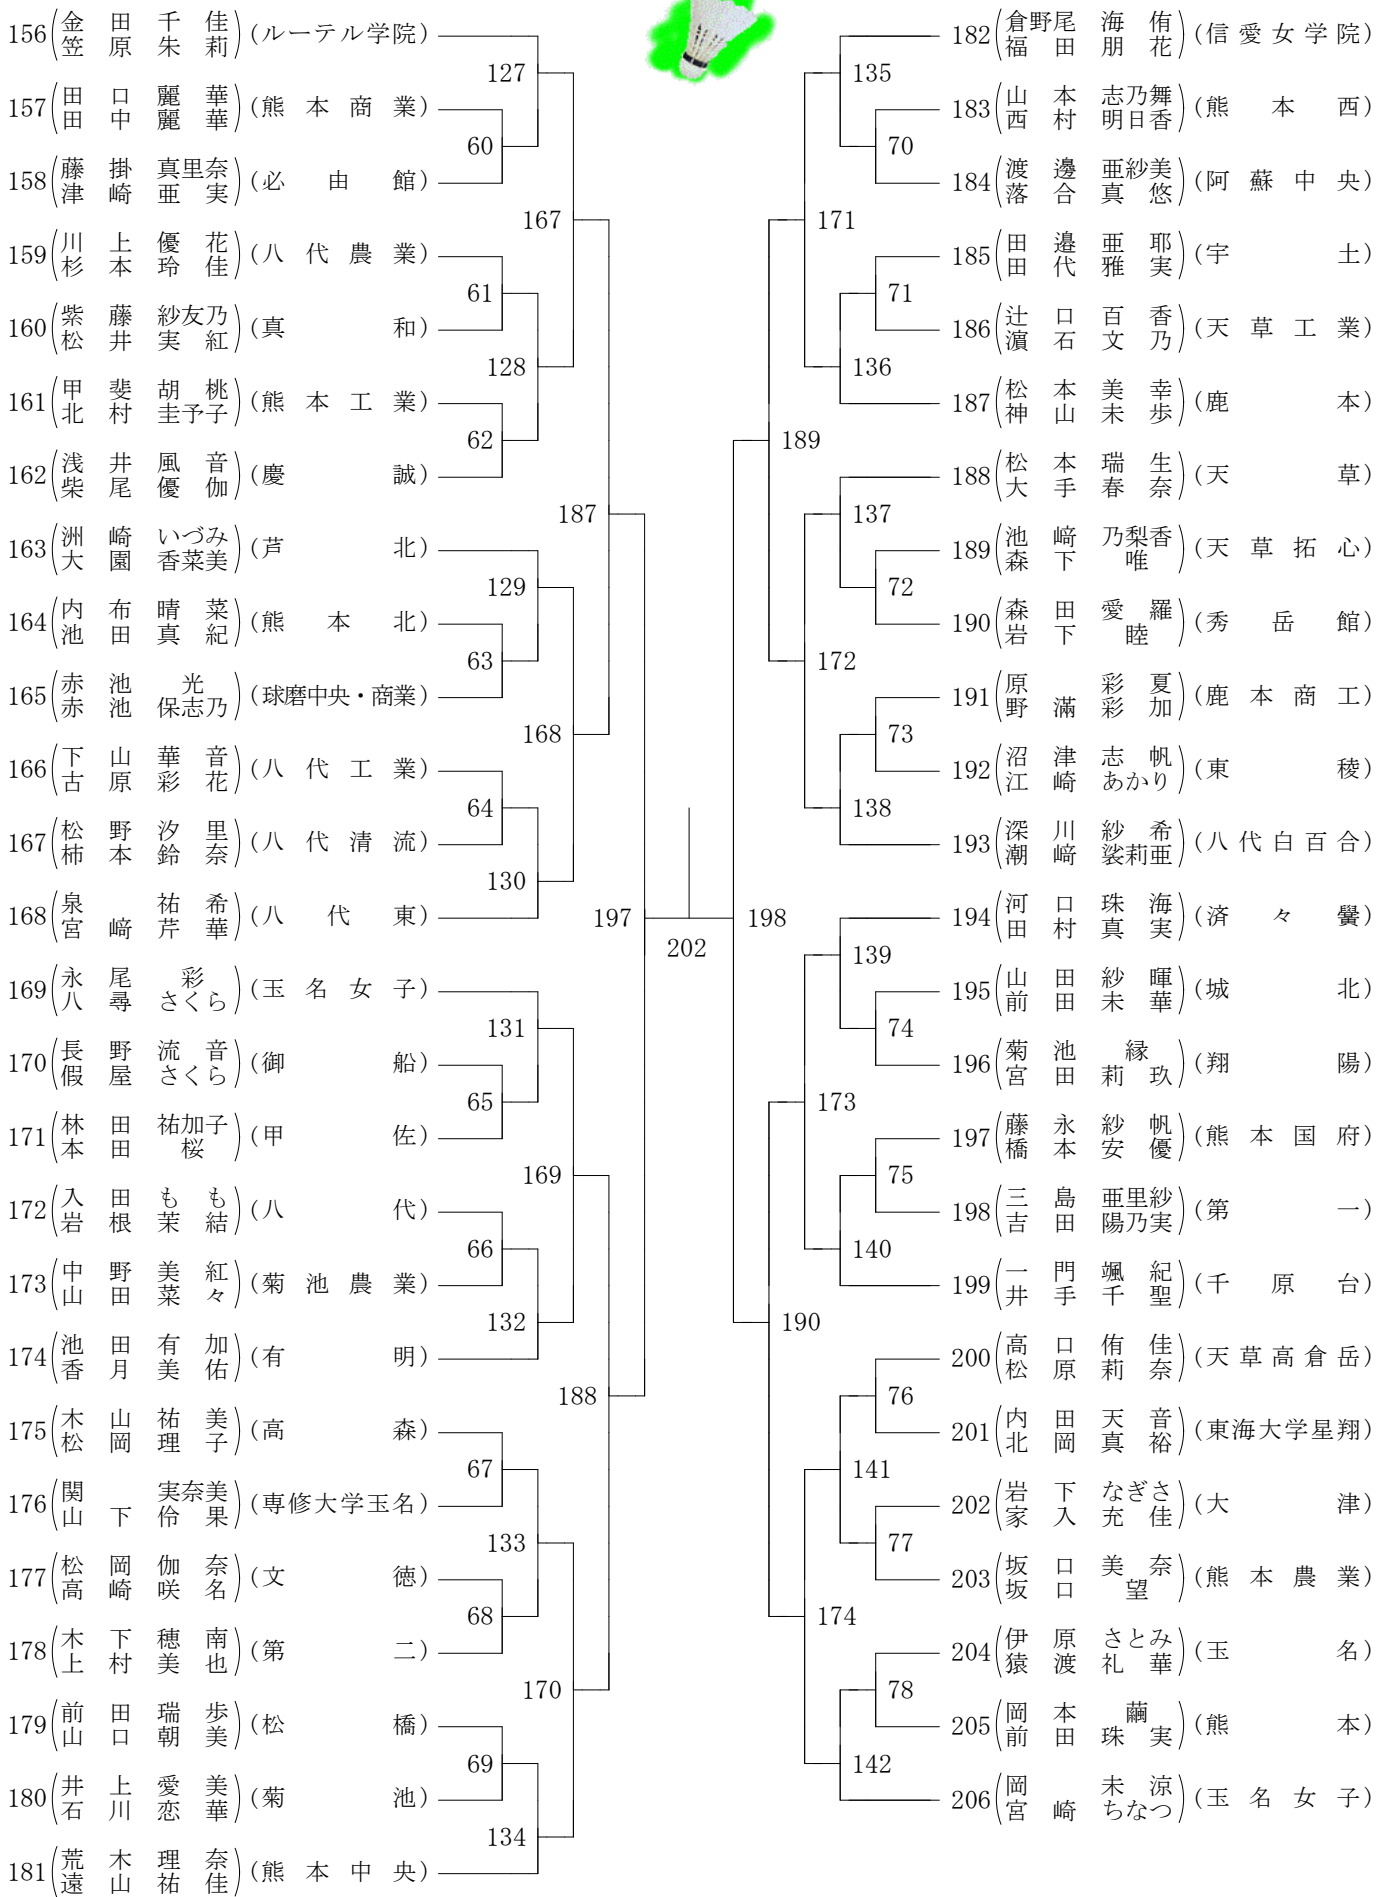 156 金田千佳 (ルーテル学院)
笠原朱莉
157 田口麗華 (熊本商業)
田中麗華
158 藤掛真里奈 (必由館)
津崎亜実
159 川上優花 (八代農業)
杉本玲佳
160 紫藤紗友乃 (真和)
松井実紅
161 甲斐胡桃 (熊本工業)
北村圭予子
162 浅井風音 (慶誠)
柴尾優伽
163 洲崎いづみ (芦北)
大園香菜美
164 内布晴菜 (熊本北)
池田真紀
165 赤池光 (球磨中央・商業)
赤池保志乃
166 下山華音 (八代工業)
古原彩花
167 松野汐里 (八代清流)
柿本鈴奈
168 泉祐希 (八代東)
宮﨑芹華
169 永尾彩 (玉名女子)
八尋さくら
170 長野流音 (御船)
假屋さくら
171 林田祐加子 (甲佐)
本田桜
172 入田もも (八代)
岩根茉結
173 中野美紅 (菊池農業)
山田菜々
174 池田有加 (有明)
香月美佑
175 木山祐美 (高森)
松岡理子
176 関実奈美 (専修大学玉名)
山下伶果
177 松岡伽奈 (文徳)
高崎咲名
178 木下穂南 (第二)
上村美也
179 前田瑞歩 (松橋)
山口朝美
180 井上愛美 (菊池)
石川恋華
181 荒木理奈 (熊本中央)
遠山祐佳
127
60
167
61
128
62
187
129
63
168
64
130
197
131
65
169
66
132
188
67
133
68
170
69
134
202
182 倉野尾海侑 (信愛女学院)
福田朋花
183 山本志乃舞 (熊本西)
西村明日香
184 渡邊亜紗美 (阿蘇中央)
落合真悠
185 田邉亜耶 (宇土)
田代雅実
186 辻口百香 (天草工業)
濵石文乃
187 松本美幸 (鹿本)
神山未歩
188 松本瑞生 (天草)
大手春奈
189 池﨑乃梨香 (天草拓心)
森下唯
190 森田愛羅 (秀岳館)
岩下睦
191 原彩夏 (鹿本商工)
野満彩加
192 沼津志帆 (東稜)
江崎あかり
193 深川紗希 (八代白百合)
潮﨑裟莉亜
194 河口珠海 (済々黌)
田村真実
195 山田紗暉 (城北)
前田未華
196 菊池縁 (翔陽)
宮田莉玖
197 藤永紗帆 (熊本国府)
橋本安優
198 三島亜里紗 (第一)
吉田陽乃実
199 一門颯紀 (千原台)
井手千聖
200 高口侑佳 (天草高倉岳)
松原莉奈
201 内田天音 (東海大学星翔)
北岡真裕
202 岩下なぎさ (大津)
家入充佳
203 坂口美奈 (熊本農業)
坂口望
204 伊原さとみ (玉名)
猿渡礼華
205 岡本繭 (熊本)
前田珠実
206 岡未涼 (玉名女子)
宮崎ちなつ
135
70
171
71
136
189
137
72
172
73
138
198
139
74
173
75
140
190
76
141
77
174
78
142